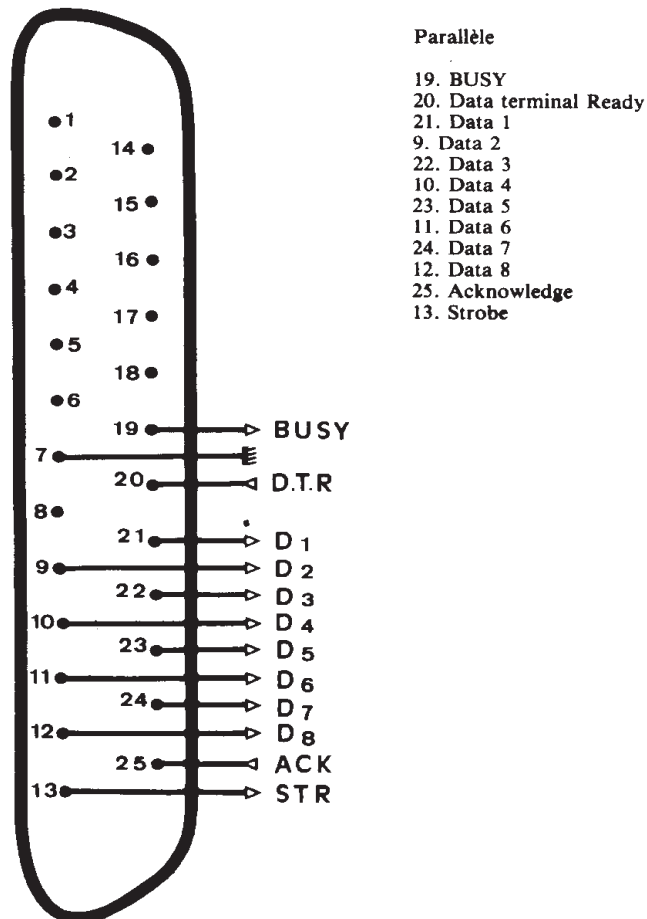 Parallèle
19. BUSY
20. Data terminal Ready
21. Data 1
9. Data 2
22. Data 3
10. Data 4
23. Data 5
11. Data 6
24. Data 7
12. Data 8
25. Acknowledge
13. Strobe
1
14
2
15
3
16
4
17
5
18
6
19 BUSY
7
20 D.T.R
8
21 D1
9 D2
22 D3
10 D4
23 D5
11 D6
24 D7
12 D8
25 ACK
13 STR